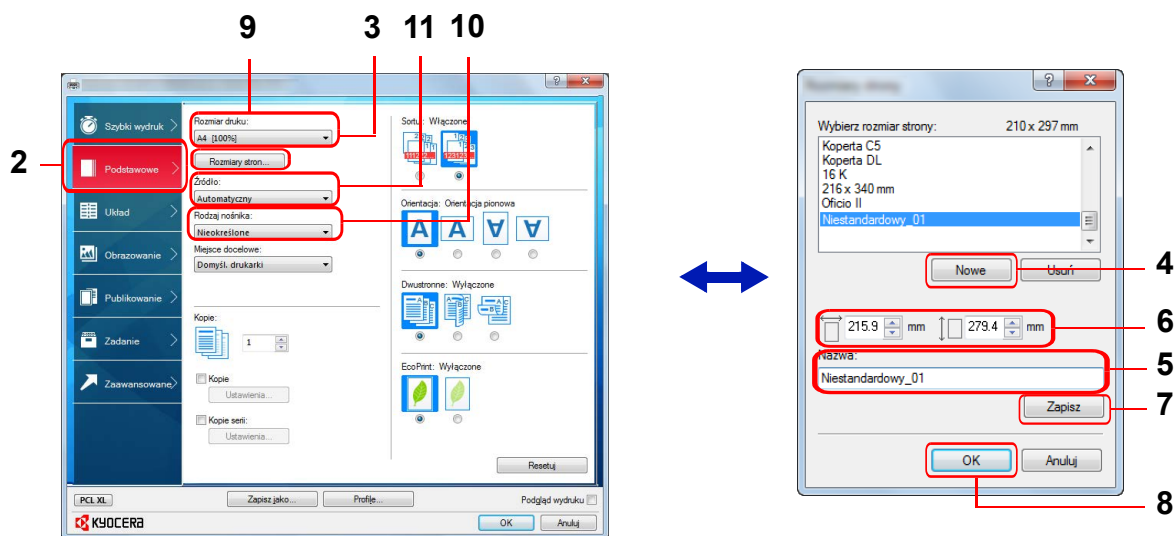 9 3 11 10
Szybki wydruk
2
Podstawowe
Układ
Obrazowanie
Publikowanie
Zadanie
Zaawansowane
Rozmiar druku:
A4 [100%]
Rozmiary stron...
Źródło:
Automatyczny
Rodzaj nośnika:
Nieokreślone
Miejsce docelowe:
Domyśl. drukarki
Kopie:
1
Kopie
Ustawienia...
Kopie serii:
Ustawienia...
Sortuj: Włączone
Orientacja: Orientacja pionowa
A A A A
Dwustronne: Wyłączone
EcoPrint: Wyłączone
Resetuj
PCL XL Zapisz jako... Profile... Podgląd wydruku
KYOCERA OK Anuluj
Rozmiary strony
Wybierz rozmiar strony: 210 x 297 mm
Koperta C5
Koperta DL
16 K
216 x 340 mm
Oficio II
Niestandardowy_01
Nowe Usuń 4
215.9 mm 279.4 mm 6
Nazwa:
Niestandardowy_01 5
Zapisz 7
OK Anuluj
8